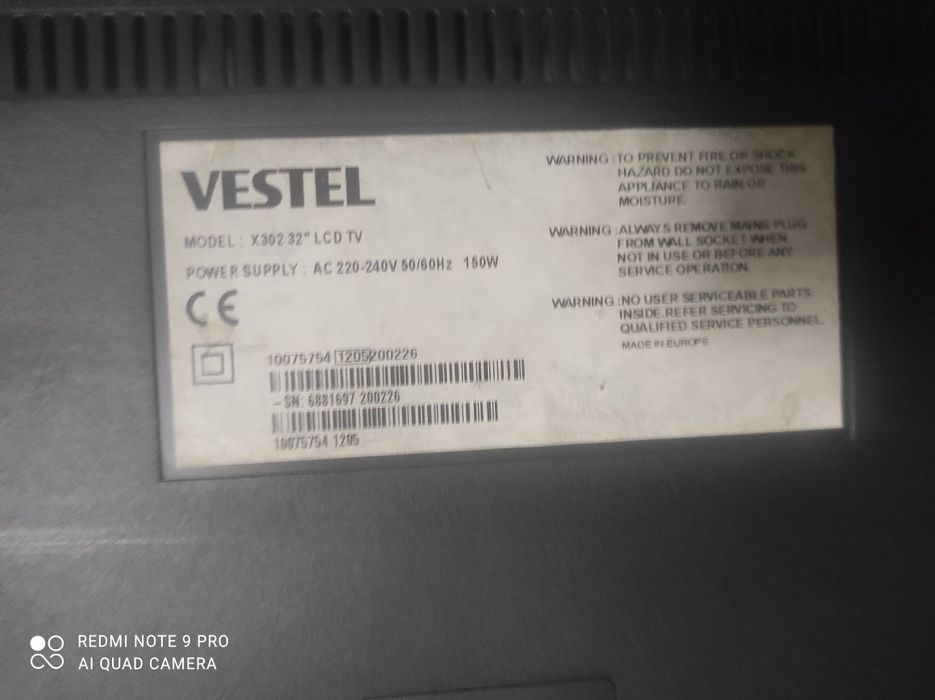 VESTEL
MODEL : X302 32" LCD TV
POWER SUPPLY : AC 220-240V 50/60Hz 150W
CE
10075754 1205 200226
-SN: 6881697 200226
10075754 1205
WARNING :TO PREVENT FIRE OR SHOCK
HAZARD DO NOT EXPOSE THIS
APPLIANCE TO RAIN OR
MOISTURE.
WARNING :ALWAYS REMOVE MAINS PLUG
FROM WALL SOCKET WHEN
NOT IN USE OR BEFORE ANY
SERVICE OPERATION.
WARNING :NO USER SERVICEABLE PARTS
INSIDE.REFER SERVICING TO
QUALIFIED SERVICE PERSONNEL.
MADE IN EUROPE
REDMI NOTE 9 PRO
AI QUAD CAMERA